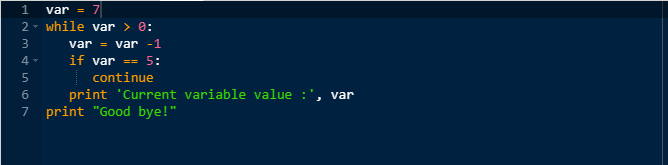 1 var = 7
2 while var > 0:
3 var = var -1
4 if var == 5:
5 continue
6 print 'Current variable value :', var
7 print "Good bye!"